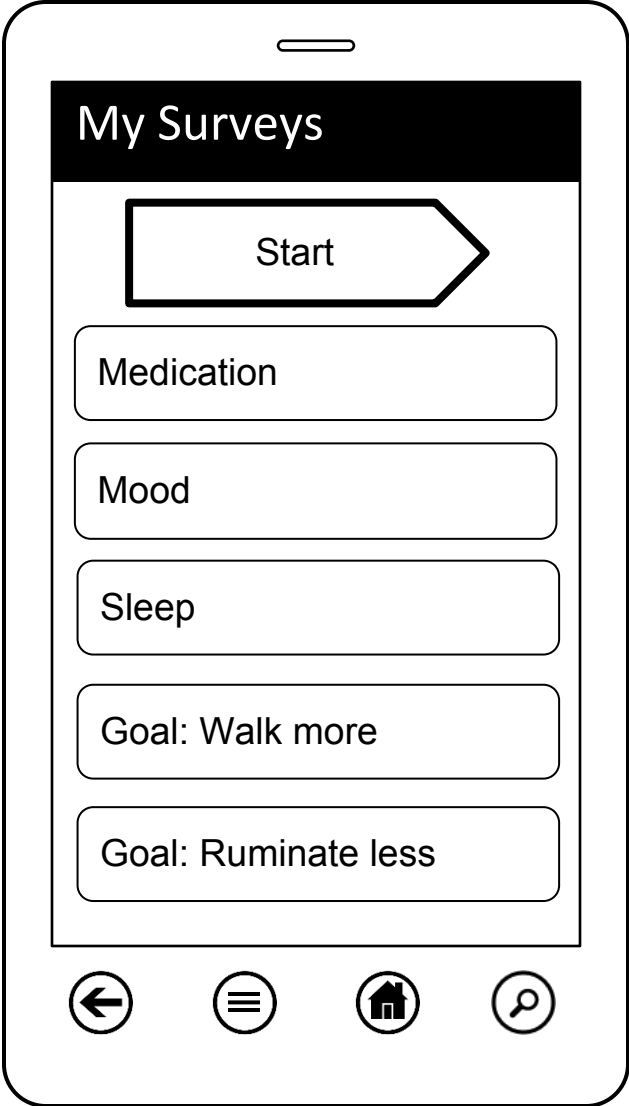 My Surveys
Start
Medication
Mood
Sleep
Goal: Walk more
Goal: Ruminate less